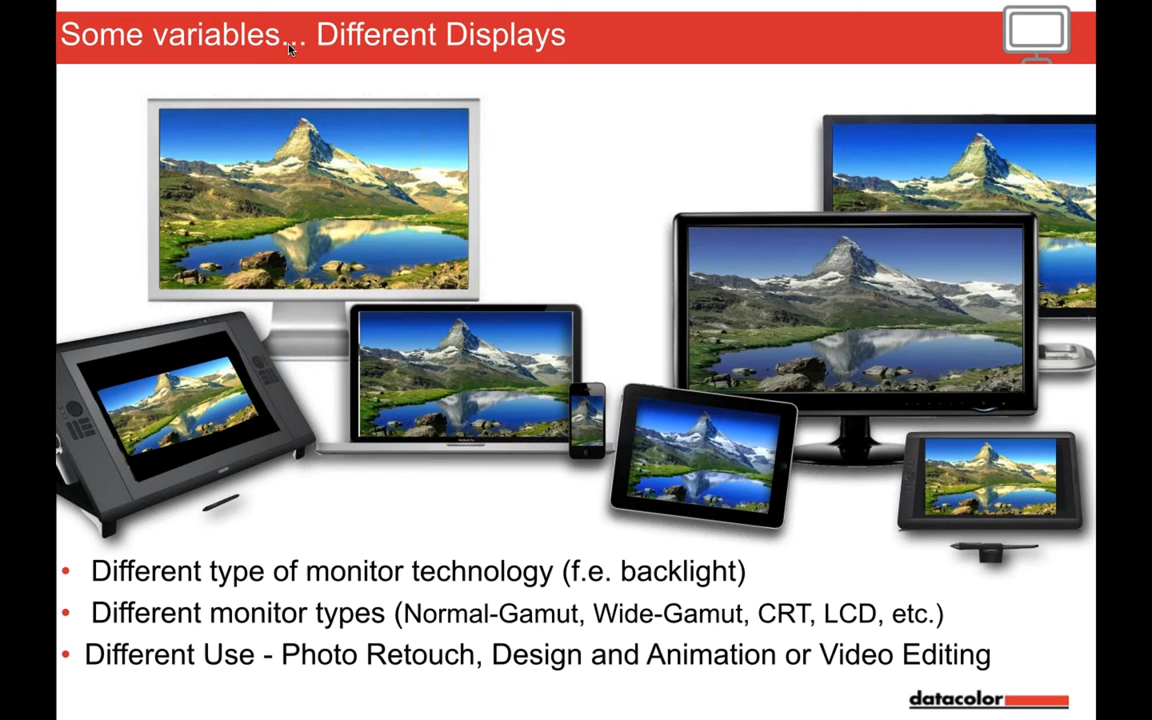 Some variables... Different Displays
• Different type of monitor technology (f.e. backlight)
• Different monitor types (Normal-Gamut, Wide-Gamut, CRT, LCD, etc.)
• Different Use - Photo Retouch, Design and Animation or Video Editing
datacolor